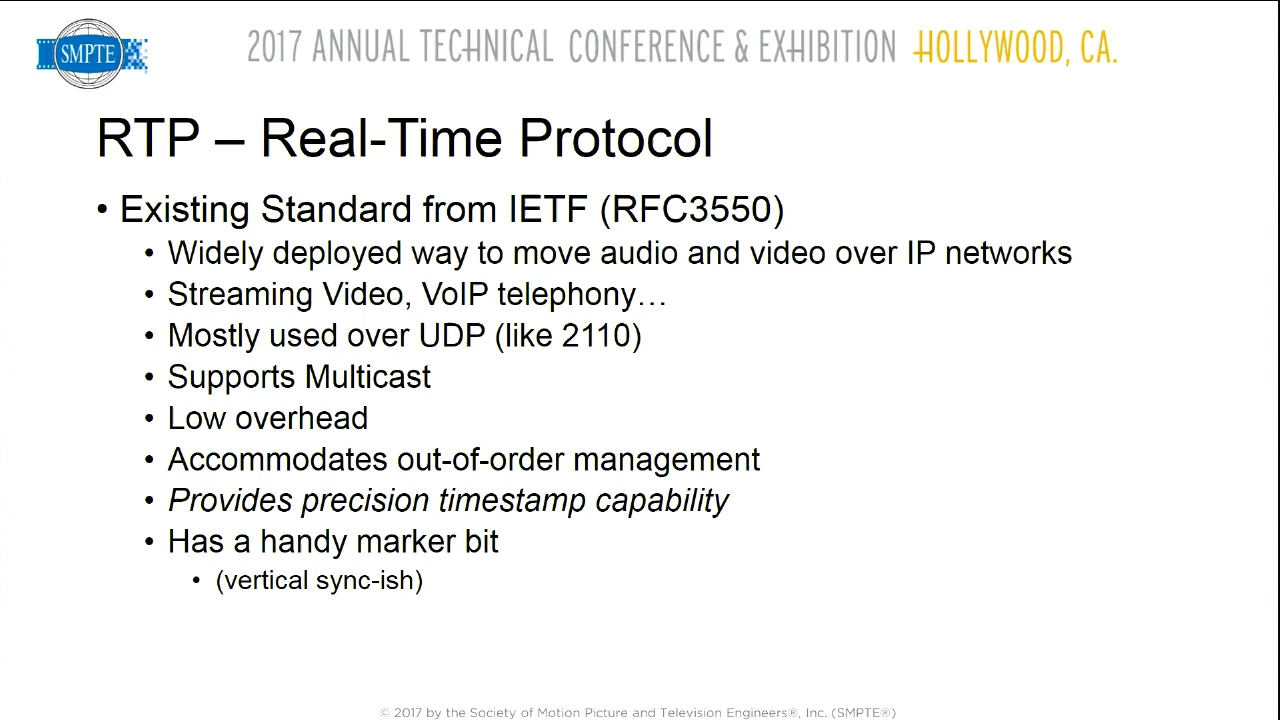 SMPTE
2017 ANNUAL TECHNICAL CONFERENCE & EXHIBITION HOLLYWOOD, CA.
RTP – Real-Time Protocol
• Existing Standard from IETF (RFC3550)
• Widely deployed way to move audio and video over IP networks
• Streaming Video, VoIP telephony…
• Mostly used over UDP (like 2110)
• Supports Multicast
• Low overhead
• Accommodates out-of-order management
• Provides precision timestamp capability
• Has a handy marker bit
• (vertical sync-ish)
© 2017 by the Society of Motion Picture and Television Engineers®, Inc. (SMPTE®)